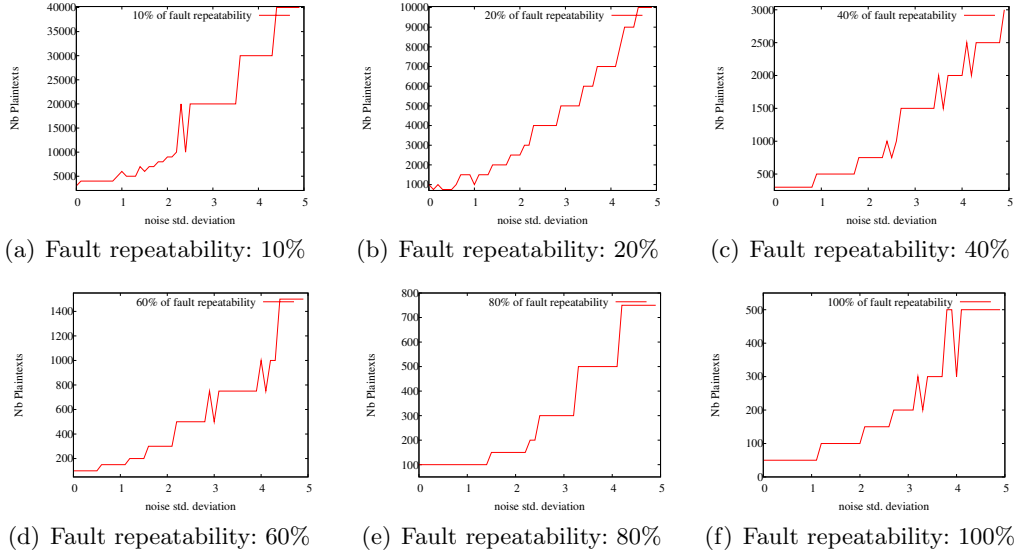 10% of fault repeatability
Nb Plaintexts
40000
35000
30000
25000
20000
15000
10000
5000
0 1 2 3 4 5
noise std. deviation
(a) Fault repeatability: 10%
20% of fault repeatability
Nb Plaintexts
10000
9000
8000
7000
6000
5000
4000
3000
2000
1000
0 1 2 3 4 5
noise std. deviation
(b) Fault repeatability: 20%
40% of fault repeatability
Nb Plaintexts
3000
2500
2000
1500
1000
500
0 1 2 3 4 5
noise std. deviation
(c) Fault repeatability: 40%
60% of fault repeatability
Nb Plaintexts
1400
1200
1000
800
600
400
200
0 1 2 3 4 5
noise std. deviation
(d) Fault repeatability: 60%
80% of fault repeatability
Nb Plaintexts
800
700
600
500
400
300
200
100
0 1 2 3 4 5
noise std. deviation
(e) Fault repeatability: 80%
100% of fault repeatability
Nb Plaintexts
500
400
300
200
100
0
0 1 2 3 4 5
noise std. deviation
(f) Fault repeatability: 100%